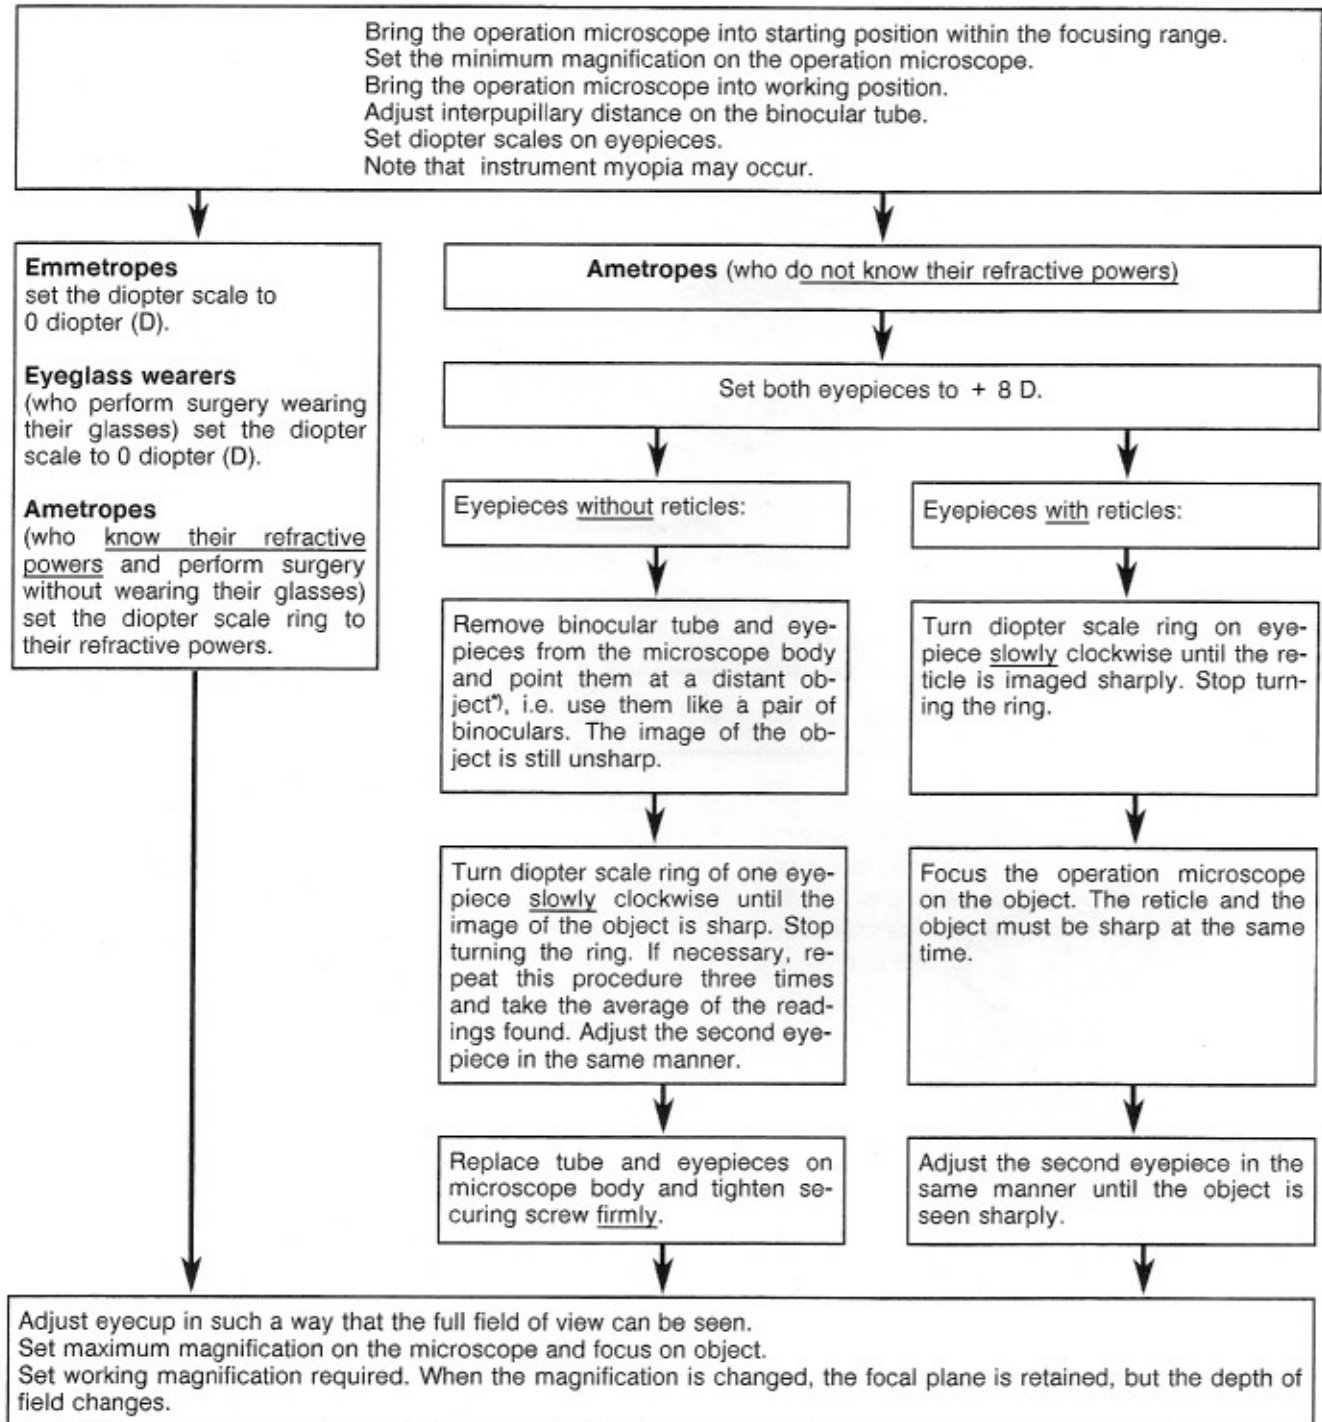 Bring the operation microscope into starting position within the focusing range.
Set the minimum magnification on the operation microscope.
Bring the operation microscope into working position.
Adjust interpupillary distance on the binocular tube.
Set diopter scales on eyepieces.
Note that instrument myopia may occur.
Emmetropes
set the diopter scale to
0 diopter (D).
Eyeglass wearers
(who perform surgery wearing
their glasses) set the diopter
scale to 0 diopter (D).
Ametropes
(who know their refractive
powers and perform surgery
without wearing their glasses)
set the diopter scale ring to
their refractive powers.
Ametropes (who do not know their refractive powers)
Set both eyepieces to + 8 D.
Eyepieces without reticles:
Remove binocular tube and eye-
pieces from the microscope body
and point them at a distant ob-
ject*), i.e. use them like a pair of
binoculars. The image of the ob-
ject is still unsharp.
Turn diopter scale ring of one eye-
piece slowly clockwise until the
image of the object is sharp. Stop
turning the ring. If necessary, re-
peat this procedure three times
and take the average of the read-
ings found. Adjust the second eye-
piece in the same manner.
Replace tube and eyepieces on
microscope body and tighten se-
curing screw firmly.
Eyepieces with reticles:
Turn diopter scale ring on eye-
piece slowly clockwise until the re-
ticle is imaged sharply. Stop turn-
ing the ring.
Focus the operation microscope
on the object. The reticle and the
object must be sharp at the same
time.
Adjust the second eyepiece in the
same manner until the object is
seen sharply.
Adjust eyecup in such a way that the full field of view can be seen.
Set maximum magnification on the microscope and focus on object.
Set working magnification required. When the magnification is changed, the focal plane is retained, but the depth of
field changes.